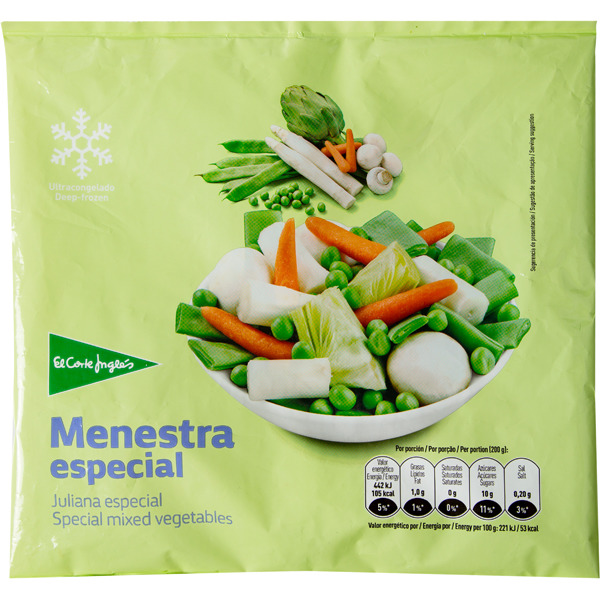 Ultracongelado
Deep-frozen
Sugerencia de presentación / Sugestão de apresentação / Serving suggestion
El Corte Inglés
Menestra
especial
Juliana especial
Special mixed vegetables
Por porción / Por porção / Per portion (200 g):
Valor
energético
Energia / Energy
442 kJ
105 kcal
5%*
Grasas
Lípidos
Fat
1,0 g
1%*
Saturadas
Saturados
Saturates
0 g
0%*
Azúcares
Açúcares
Sugars
10 g
11%*
Sal
Salt
0,20 g
3%*
Valor energético por / Energia por / Energy per 100 g: 221 kJ / 53 kcal